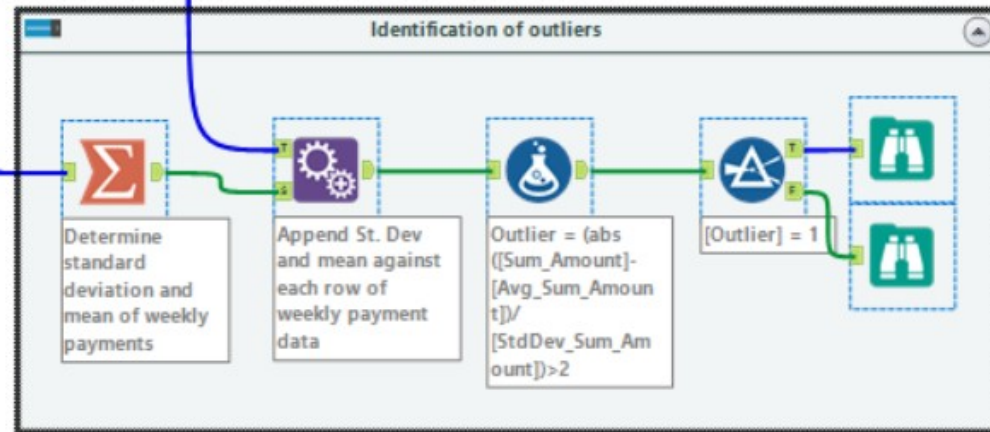 Identification of outliers
T
S
T
F
Determine
standard
deviation and
mean of weekly
payments
Append St. Dev
and mean against
each row of
weekly payment
data
Outlier = (abs
([Sum_Amount]-
[Avg_Sum_Amoun
t])/
[StdDev_Sum_Am
ount])>2
[Outlier] = 1